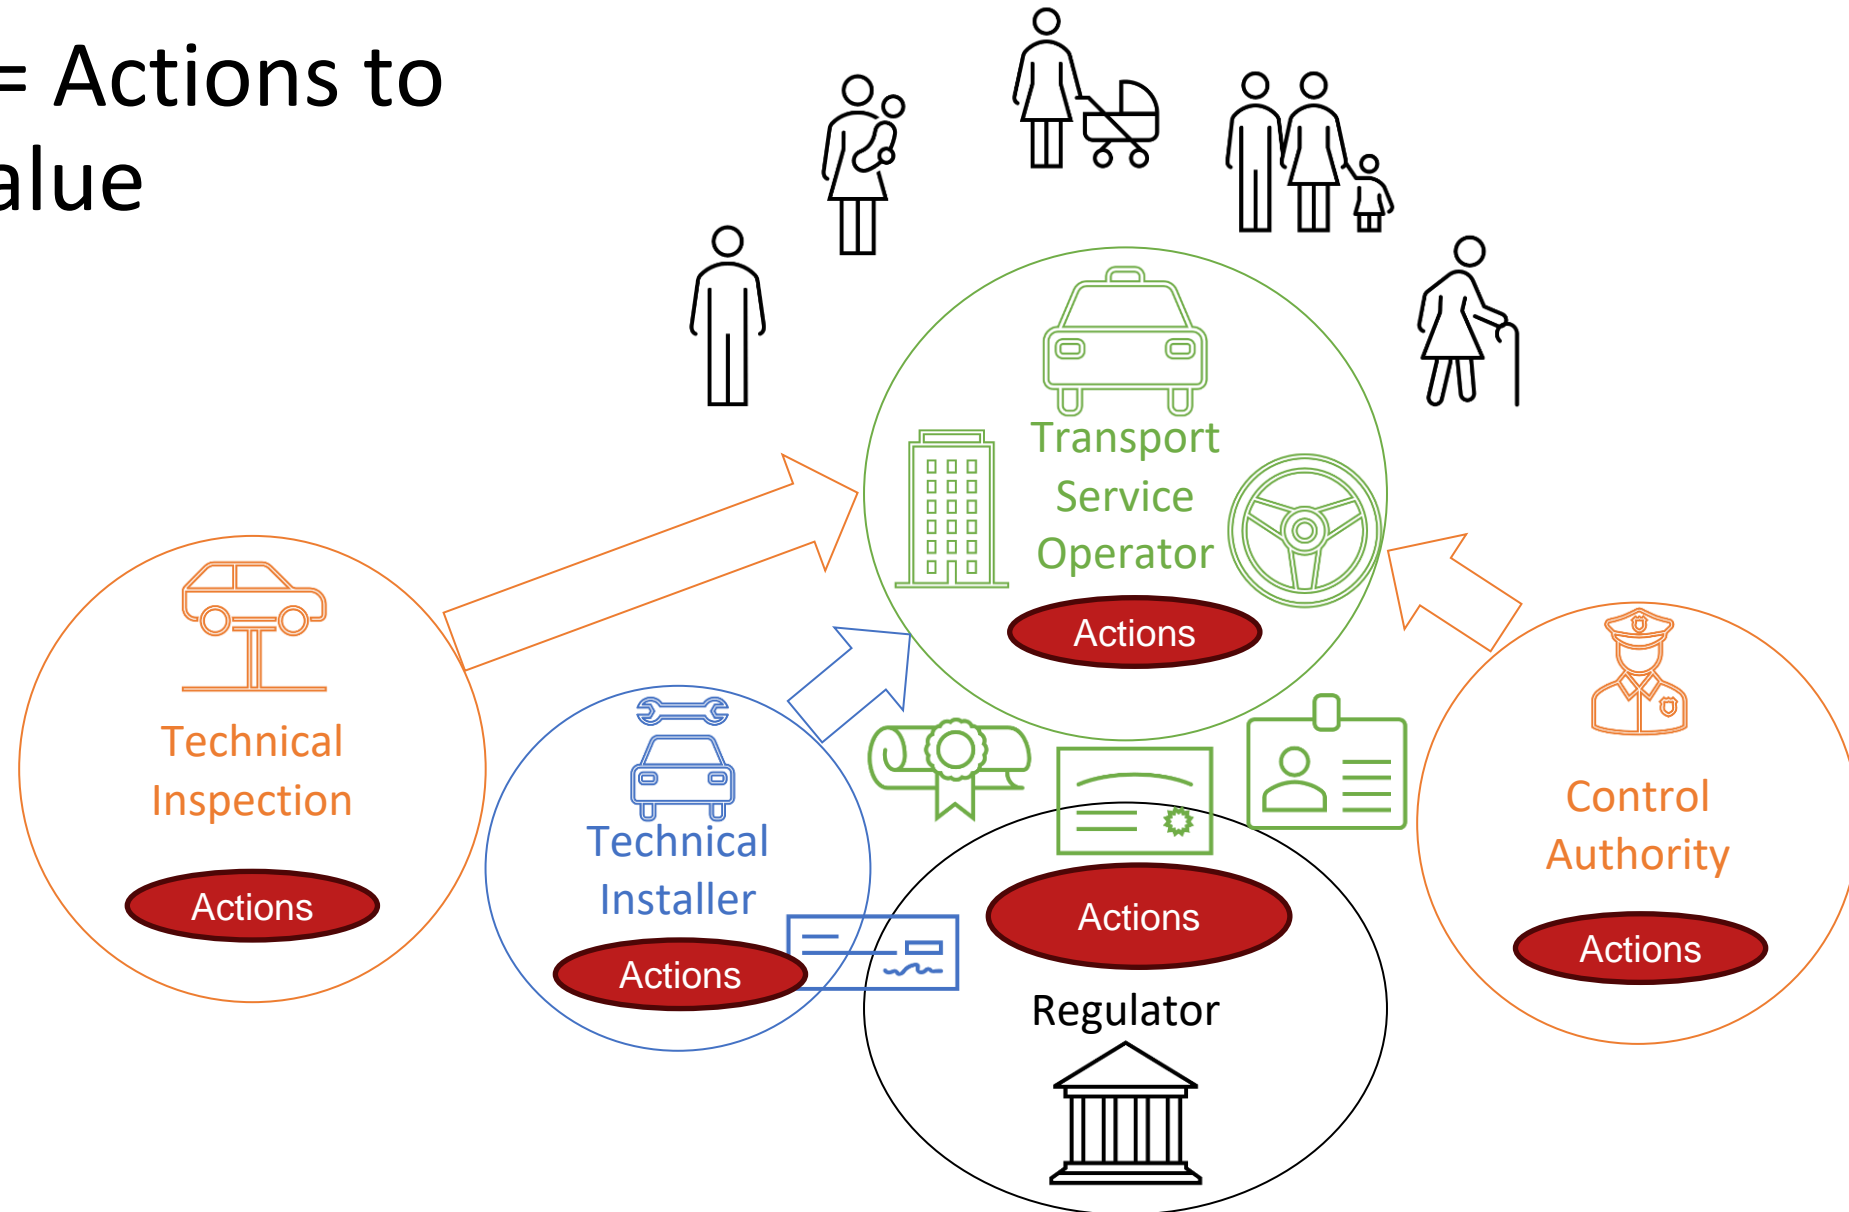 = Actions to
alue
Transport
Service
Operator
Actions
Technical
Inspection
Actions
Technical
Installer
Actions
Actions
Regulator
Control
Authority
Actions